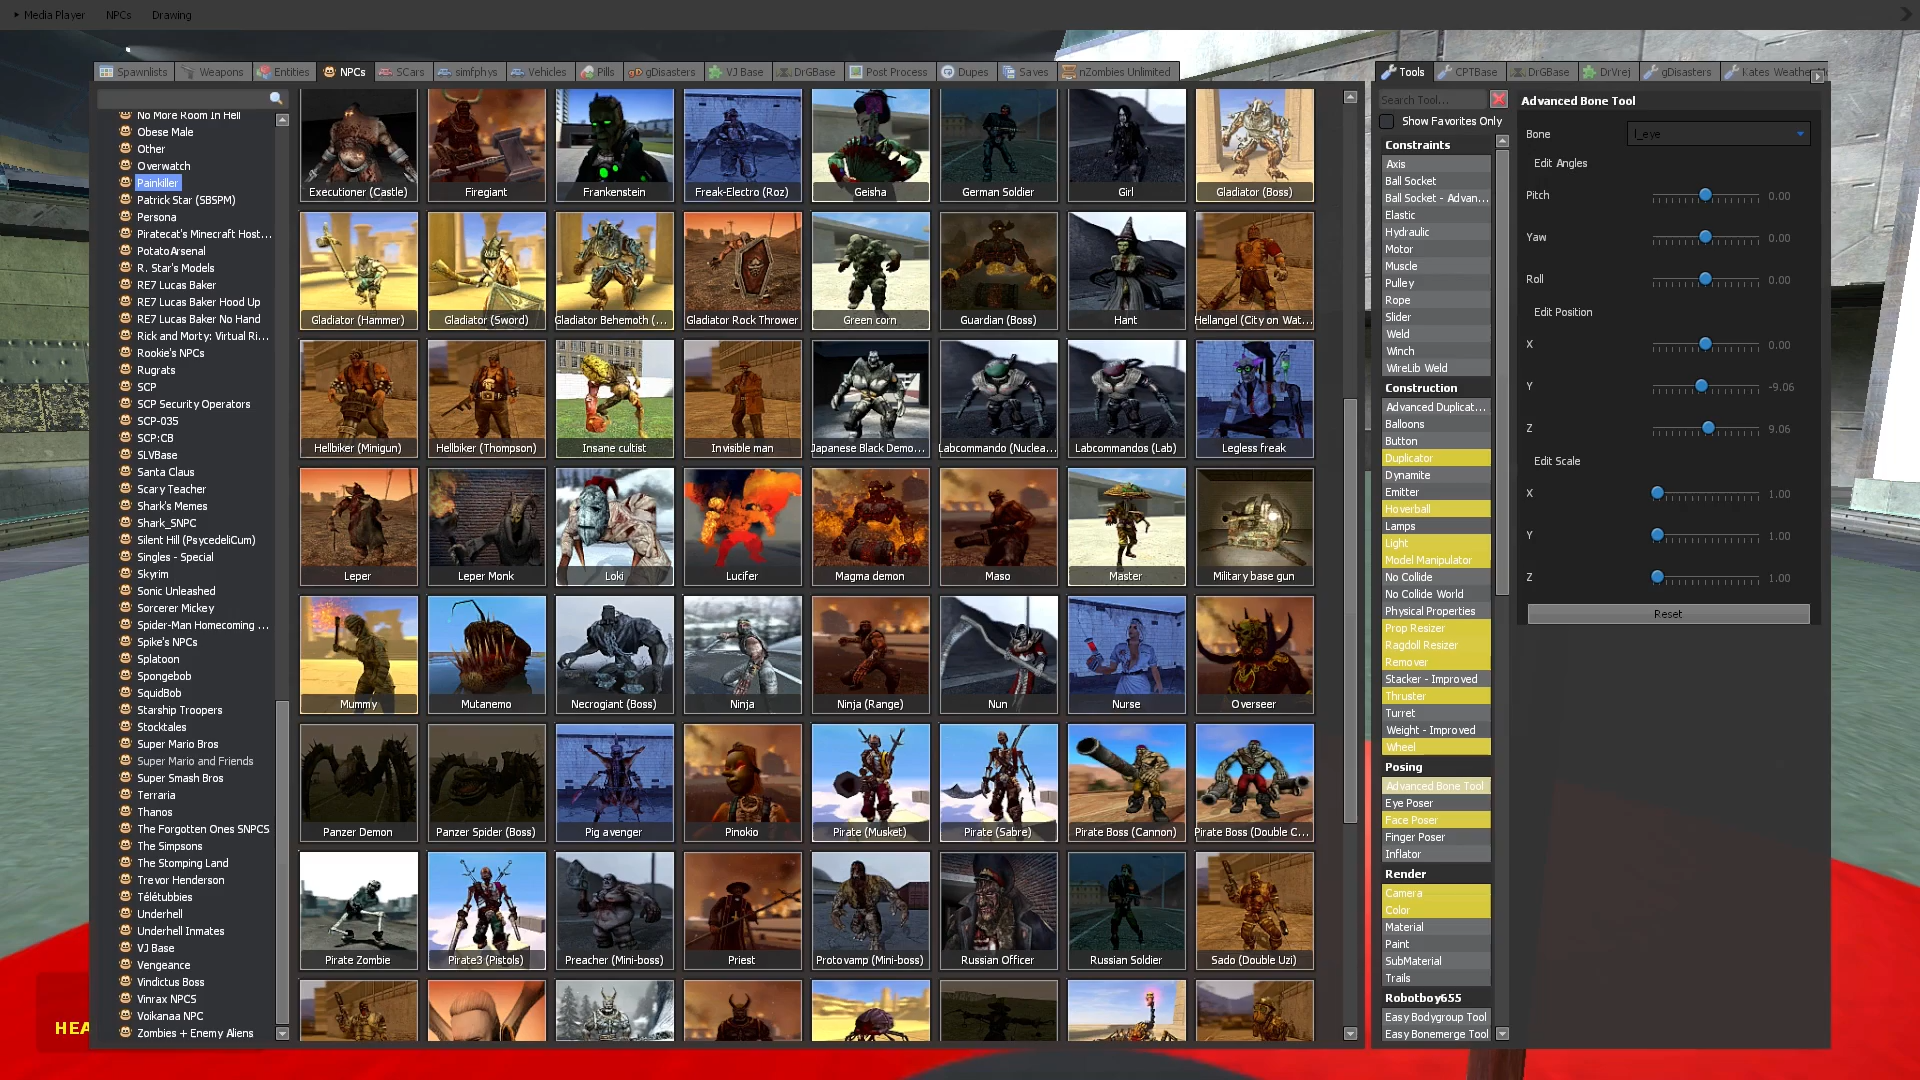 Media Player NPCs Drawing
Spawnlists Weapons Entities NPCs SCars simfphys Vehicles Pills gDisasters VJ Base DrGBase Post Process Dupes Saves nZombies Unlimited
No More Room In Hell
Obese Male
Other
Overwatch
Painkiller
Patrick Star (SBSPM)
Persona
Piratecat's Minecraft Host...
PotatoArsenal
R. Star's Models
RE7 Lucas Baker
RE7 Lucas Baker Hood Up
RE7 Lucas Baker No Hand
Rick and Morty: Virtual Ri...
Rookie's NPCs
Rugrats
SCP
SCP Security Operators
SCP-035
SCP:CB
SLVBase
Santa Claus
Scary Teacher
Shark's Memes
Shark_SNPC
Silent Hill (PsycedeliCum)
Singles - Special
Skyrim
Sonic Unleashed
Sorcerer Mickey
Spider-Man Homecoming ...
Spike's NPCs
Splatoon
Spongebob
SquidBob
Starship Troopers
Stocktales
Super Mario Bros
Super Mario and Friends
Super Smash Bros
Terraria
Thanos
The Forgotten Ones SNPCS
The Simpsons
The Stomping Land
Trevor Henderson
Télétubbies
Underhell
Underhell Inmates
VJ Base
Vengeance
Vindictus Boss
Vinrax NPCS
Voikanaa NPC
Zombies + Enemy Aliens
HEA
Executioner (Castle) Firegiant Frankenstein Freak-Electro (Roz) Geisha German Soldier Girl Gladiator (Boss)
Gladiator (Hammer) Gladiator (Sword) Gladiator Behemoth (... Gladiator Rock Thrower Green corn Guardian (Boss) Hant Hellangel (City on Wat...
Hellbiker (Minigun) Hellbiker (Thompson) Insane cultist Invisible man Japanese Black Demo... Labcommando (Nuclea... Labcommandos (Lab) Legless freak
Leper Leper Monk Loki Lucifer Magma demon Maso Master Military base gun
Mummy Mutanemo Necrogiant (Boss) Ninja Ninja (Range) Nun Nurse Overseer
Panzer Demon Panzer Spider (Boss) Pig avenger Pinokio Pirate (Musket) Pirate (Sabre) Pirate Boss (Cannon) Pirate Boss (Double C...
Pirate Zombie Pirate3 (Pistols) Preacher (Mini-boss) Priest Protovamp (Mini-boss) Russian Officer Russian Soldier Sado (Double Uzi)
Tools CPTBase DrGBase DrVrej gDisasters Kates Weathe
Search Tool...
Show Favorites Only
Constraints
Axis
Ball Socket
Ball Socket - Advan...
Elastic
Hydraulic
Motor
Muscle
Pulley
Rope
Slider
Weld
Winch
WireLib Weld
Construction
Advanced Duplicat...
Balloons
Button
Duplicator
Dynamite
Emitter
Hoverball
Lamps
Light
Model Manipulator
No Collide
No Collide World
Physical Properties
Prop Resizer
Ragdoll Resizer
Remover
Stacker - Improved
Thruster
Turret
Weight - Improved
Wheel
Posing
Advanced Bone Tool
Eye Poser
Face Poser
Finger Poser
Inflator
Render
Camera
Color
Material
Paint
SubMaterial
Trails
Robotboy655
Easy Bodygroup Tool
Easy Bonemerge Tool
Advanced Bone Tool
Bone l_eye
Edit Angles
Pitch 0.00
Yaw 0.00
Roll 0.00
Edit Position
X 0.00
Y -9.06
Z 9.06
Edit Scale
X 1.00
Y 1.00
Z 1.00
Reset